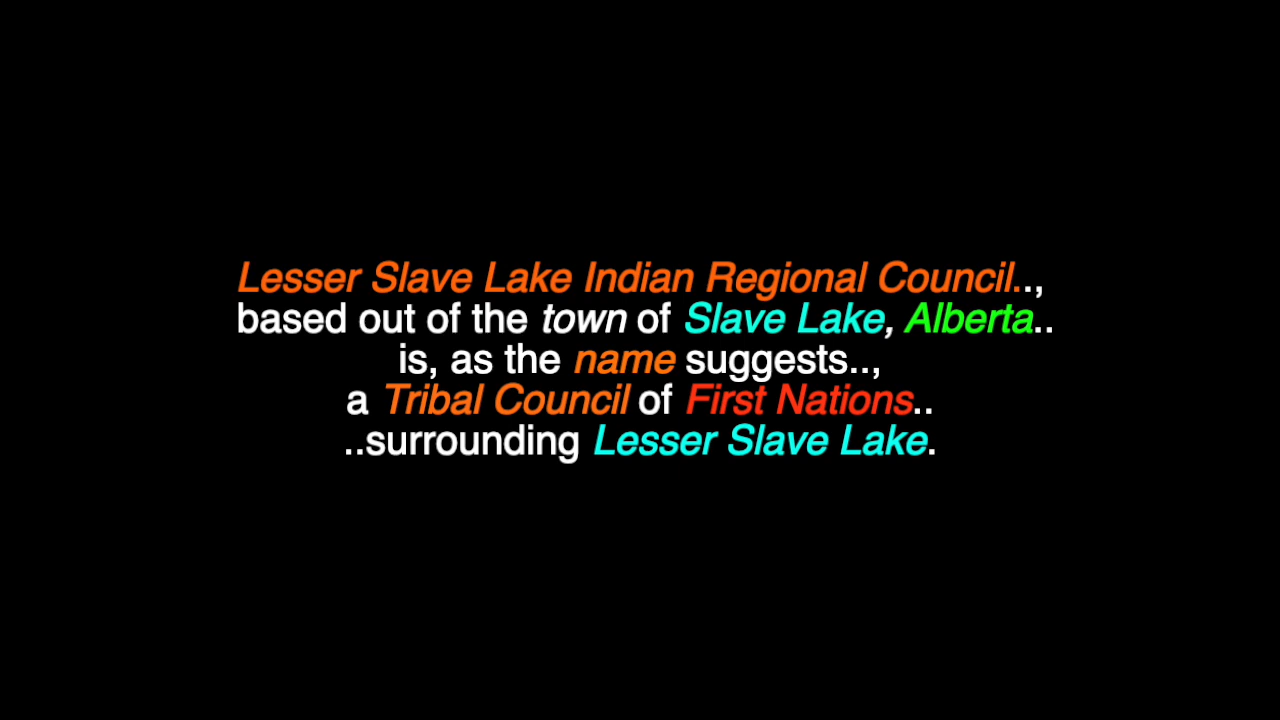 Lesser Slave Lake Indian Regional Council..,
based out of the town of Slave Lake, Alberta..
is, as the name suggests..,
a Tribal Council of First Nations..
..surrounding Lesser Slave Lake.